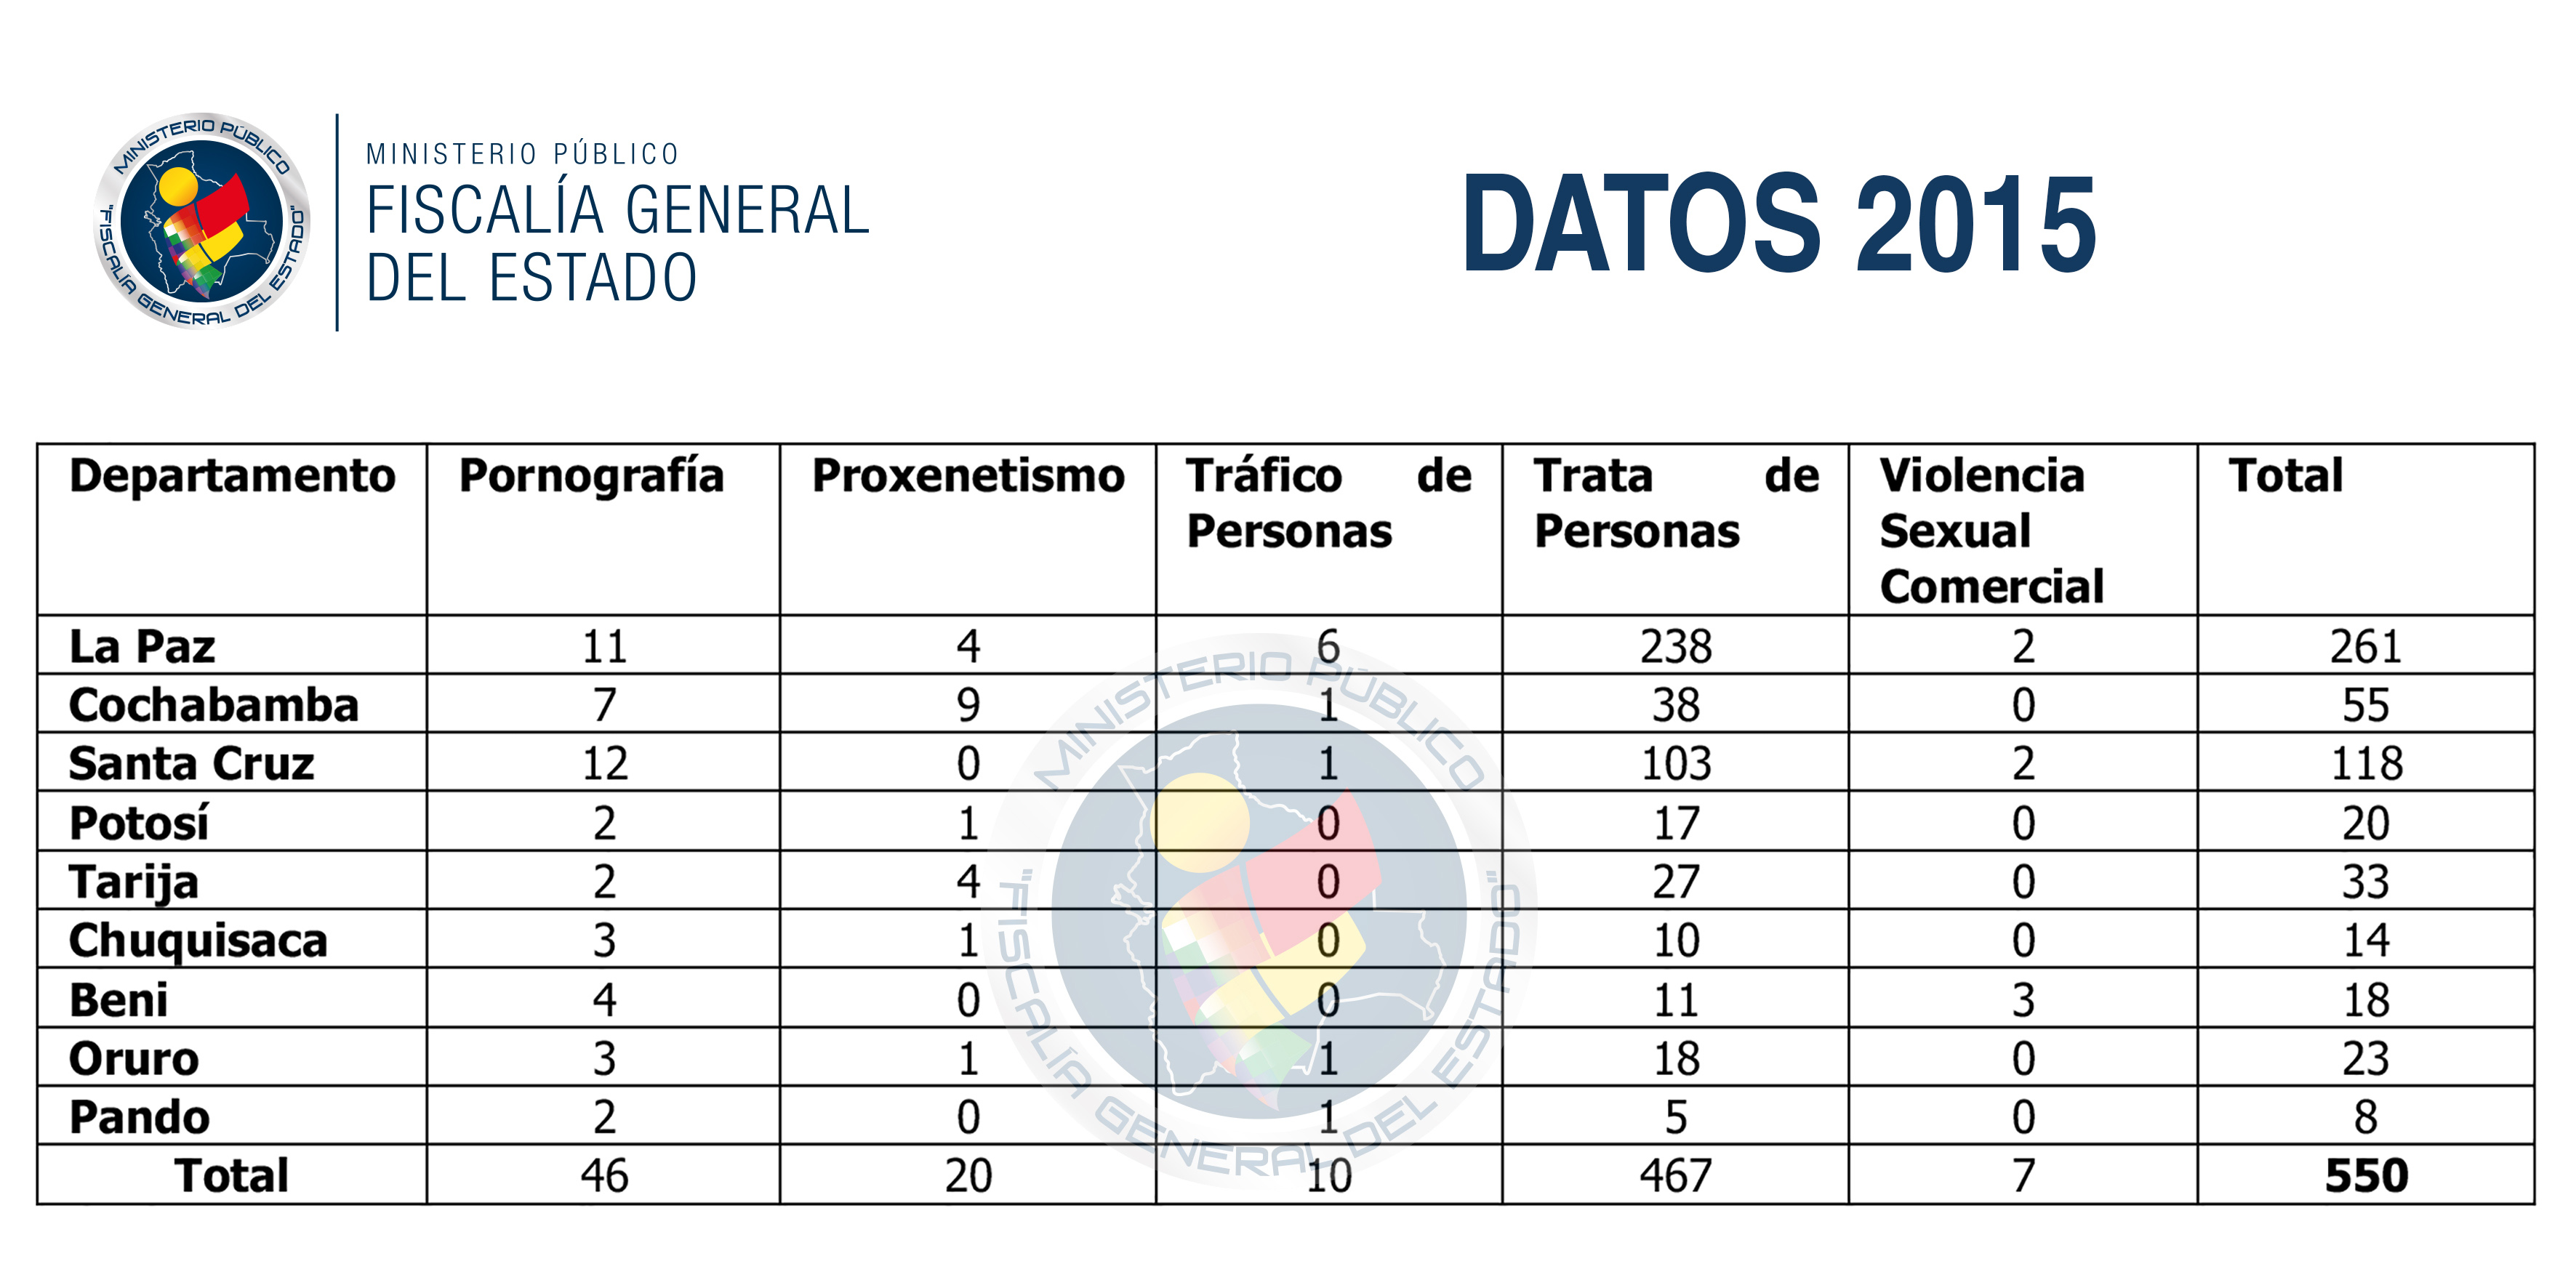 MINISTERIO PÚBLICO
"FISCALÍA GENERAL DEL ESTADO"
MINISTERIO PÚBLICO
FISCALÍA GENERAL
DEL ESTADO
DATOS 2015
Departamento Pornografía Proxenetismo Tráfico de Personas Trata de Personas Violencia Sexual Comercial Total
La Paz 11 4 6 238 2 261
Cochabamba 7 9 1 38 0 55
Santa Cruz 12 0 1 103 2 118
Potosí 2 1 0 17 0 20
Tarija 2 4 0 27 0 33
Chuquisaca 3 1 0 10 0 14
Beni 4 0 0 11 3 18
Oruro 3 1 1 18 0 23
Pando 2 0 1 5 0 8
Total 46 20 10 467 7 550
MINISTERIO PÚBLICO
"FISCALÍA GENERAL DEL ESTADO"